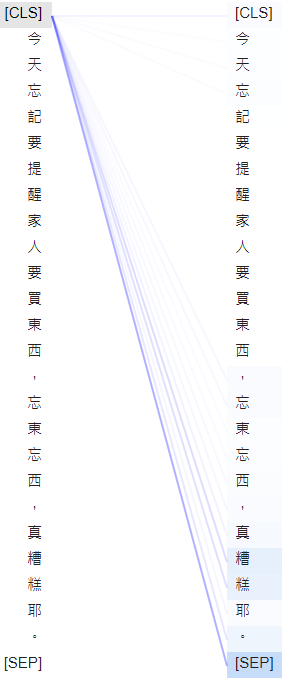 [CLS] [CLS]
今 今
天 天
忘 忘
記 記
要 要
提 提
醒 醒
家 家
人 人
要 要
買 買
東 東
西 西
， ，
忘 忘
東 東
忘 忘
西 西
， ，
真 真
糟 糟
糕 糕
耶 耶
。 。
[SEP] [SEP]